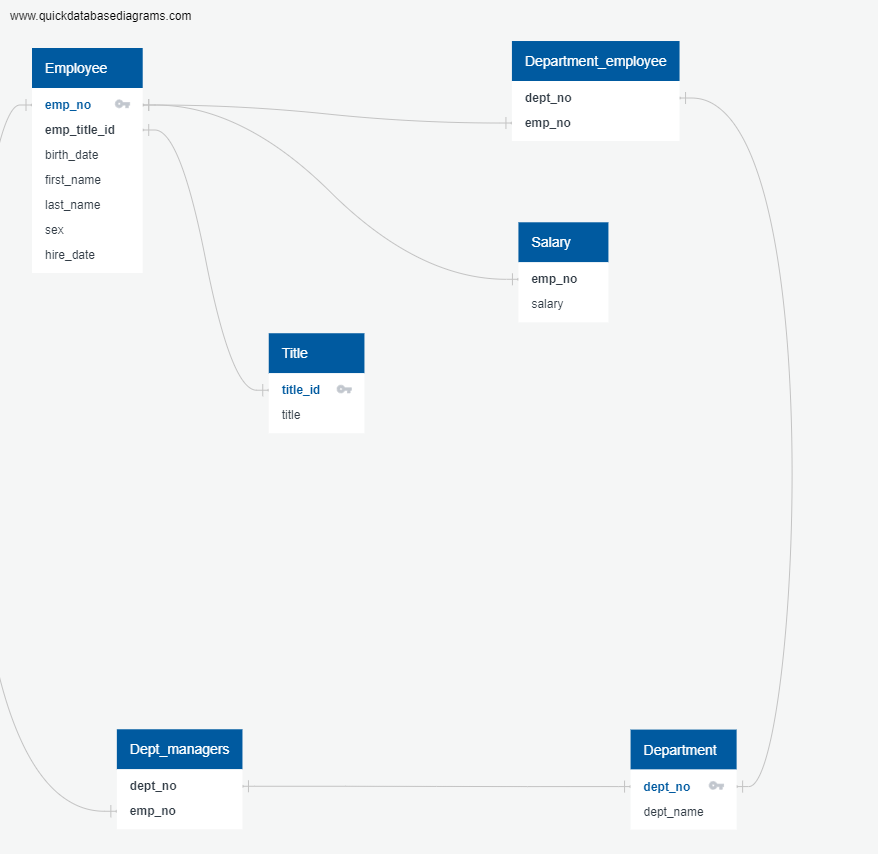 www.quickdatabasediagrams.com
Employee
emp_no
emp_title_id
birth_date
first_name
last_name
sex
hire_date
Department_employee
dept_no
emp_no
Salary
emp_no
salary
Title
title_id
title
Dept_managers
dept_no
emp_no
Department
dept_no
dept_name